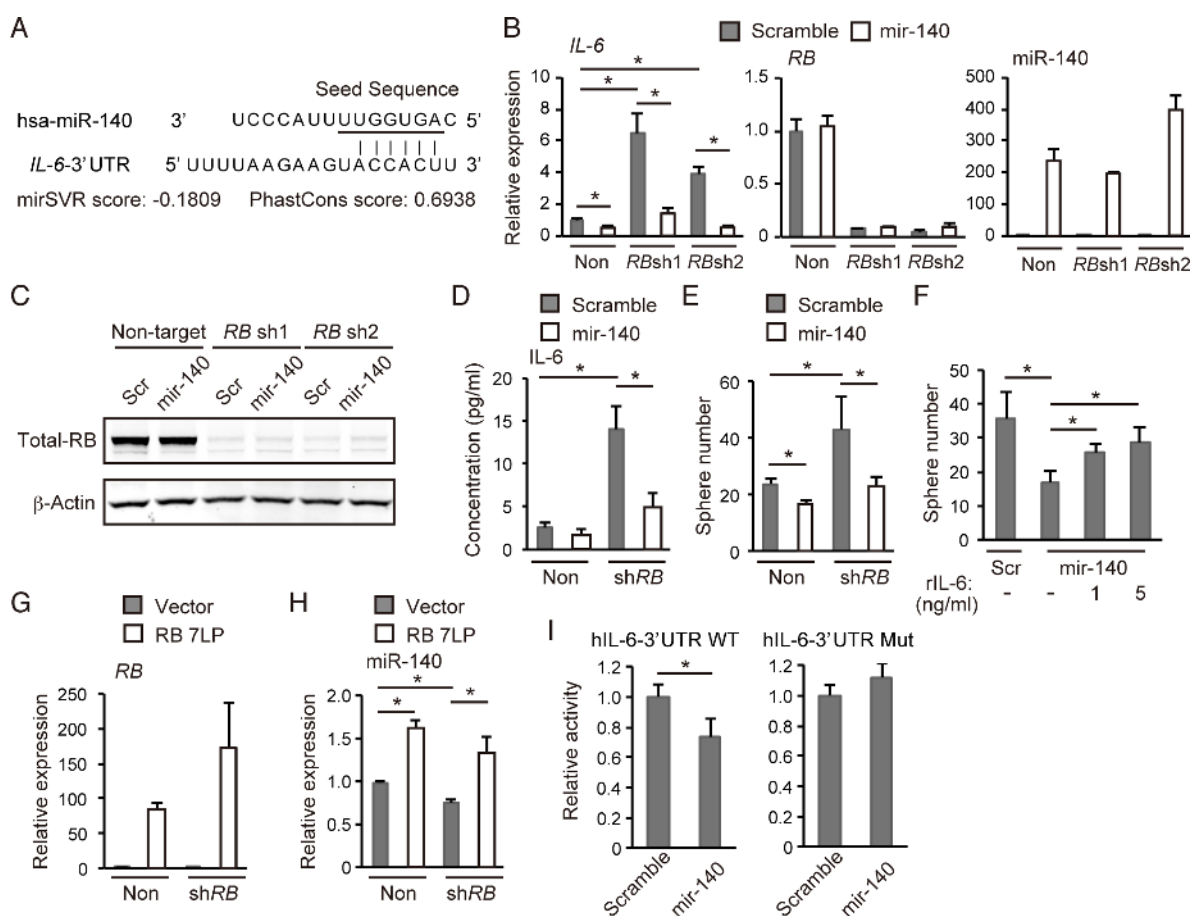 A
Seed Sequence
hsa-miR-140 3' UCCCAUUUUUGGUGAC 5'
IL-6-3'UTR 5' UUUUAAGAAGUACCACUU 3'
mirSVR score: -0.1809 PhastCons score: 0.6938
B
Scramble mir-140
IL-6
Relative expression
10
8
6
4
2
0
* * * * *
Non RBsh1 RBsh2
RB
1.5
1.0
0.5
0
Non RBsh1 RBsh2
miR-140
500
400
300
200
100
0
Non RBsh1 RBsh2
C
Non-target RB sh1 RB sh2
Scr mir-140 Scr mir-140 Scr mir-140
Total-RB
β-Actin
D
Scramble
mir-140
IL-6
Concentration (pg/ml)
20
15
10
5
0
* *
Non shRB
E
Scramble
mir-140
Sphere number
60
40
20
0
* * *
Non shRB
F
Sphere number
50
40
30
20
10
0
* * *
Scr mir-140
rIL-6: - - 1 5
(ng/ml)
G
Vector
RB 7LP
RB
Relative expression
250
200
150
100
50
0
Non shRB
H
Vector
RB 7LP
miR-140
Relative expression
2.0
1.5
1.0
0.5
0
* * *
Non shRB
I
hIL-6-3'UTR WT
Relative activity
1.2
1.0
0.8
0.6
0.4
0.2
0
*
Scramble mir-140
hIL-6-3'UTR Mut
1.2
1.0
0.8
0.6
0.4
0.2
0
Scramble mir-140